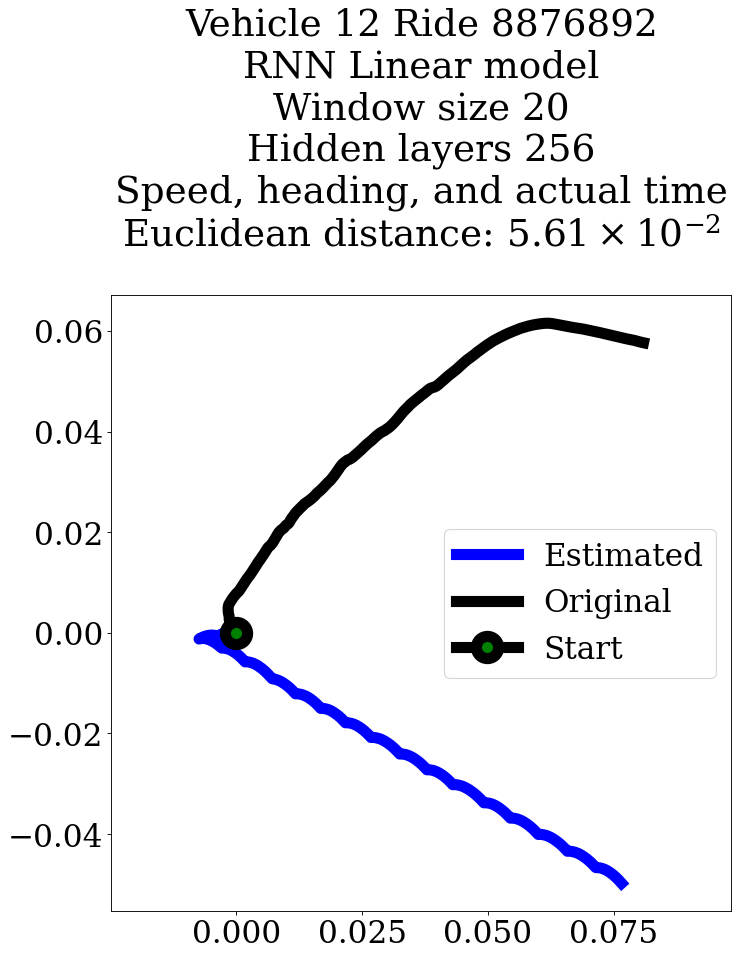 Vehicle 12 Ride 8876892
RNN Linear model
Window size 20
Hidden layers 256
Speed, heading, and actual time
Euclidean distance: 5.61 × 10⁻²
0.06
0.04
0.02
0.00
−0.02
−0.04
Estimated
Original
Start
0.000 0.025 0.050 0.075